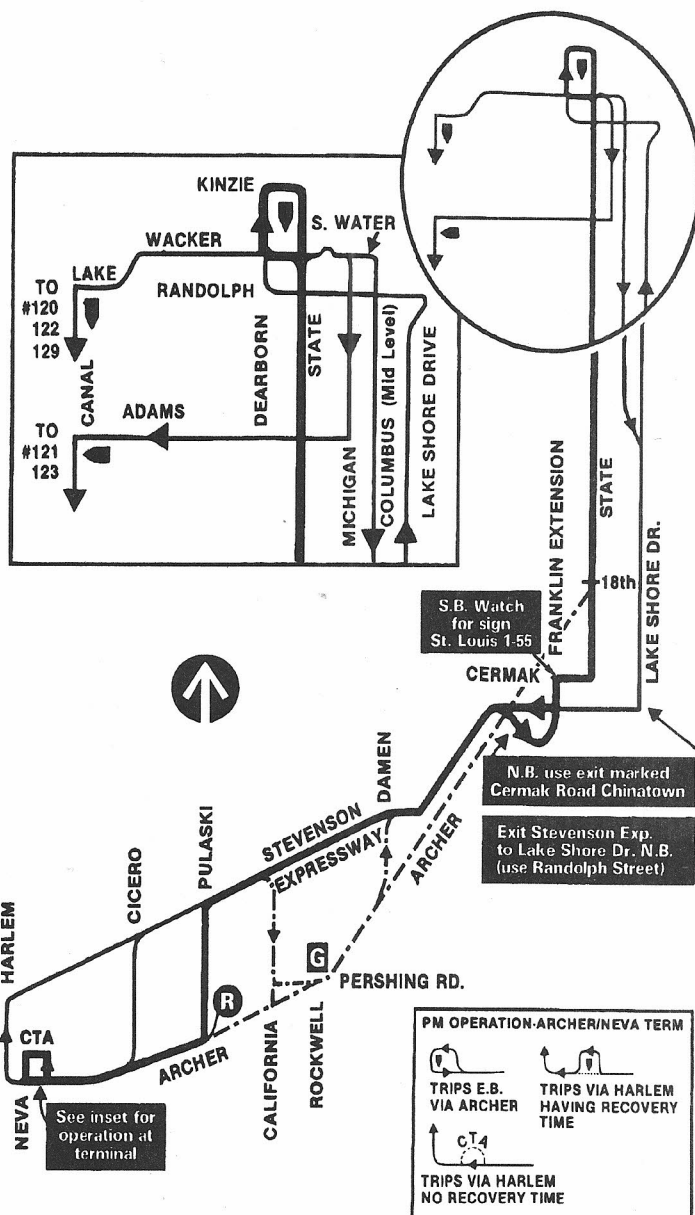 KINZIE
S. WATER
WACKER
LAKE
TO
#120
122
129
RANDOLPH
CANAL
DEARBORN
STATE
MICHIGAN
COLUMBUS (Mid Level)
LAKE SHORE DRIVE
ADAMS
TO
#121
123
FRANKLIN EXTENSION
STATE
LAKE SHORE DR.
18th
S.B. Watch
for sign
St. Louis 1-55
CERMAK
N.B. use exit marked
Cermak Road Chinatown
Exit Stevenson Exp.
to Lake Shore Dr. N.B.
(use Randolph Street)
DAMEN
STEVENSON
EXPRESSWAY
ARCHER
PULASKI
CICERO
HARLEM
G
PERSHING RD.
R
CTA
ARCHER
CALIFORNIA
ROCKWELL
NEVA
See inset for
operation at
terminal
PM OPERATION-ARCHER/NEVA TERM
TRIPS E.B.
VIA ARCHER
TRIPS VIA HARLEM
HAVING RECOVERY
TIME
CTA
TRIPS VIA HARLEM
NO RECOVERY TIME